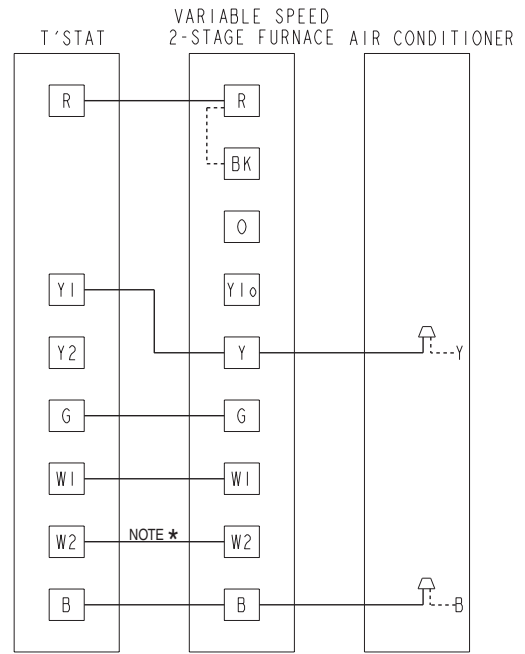 VARIABLE SPEED
T'STAT 2-STAGE FURNACE AIR CONDITIONER
R R
BK
O
Y1 Y1o
Y2 Y Y
G G
W1 W1
W2 NOTE * W2
B B B